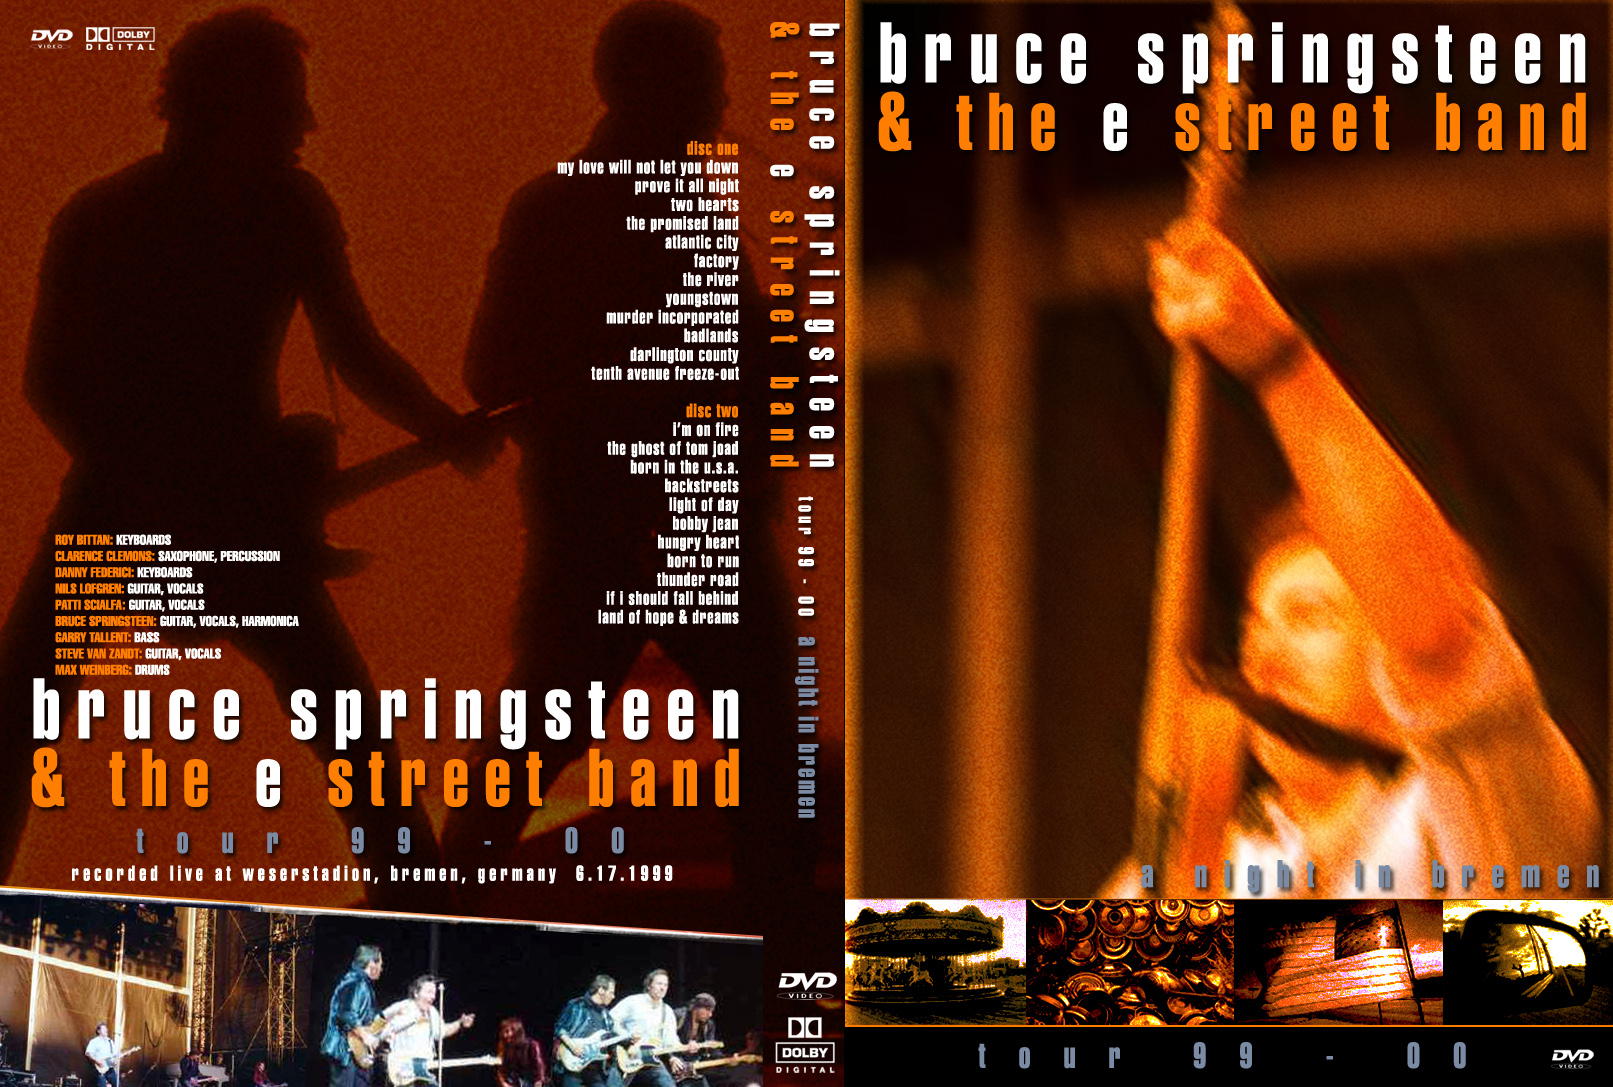 DVD
VIDEO
DOLBY
DIGITAL
disc one
my love will not let you down
prove it all night
two hearts
the promised land
atlantic city
factory
the river
youngstown
murder incorporated
badlands
darlington county
tenth avenue freeze-out
disc two
i'm on fire
the ghost of tom joad
born in the u.s.a.
backstreets
light of day
bobby jean
hungry heart
born to run
thunder road
if i should fall behind
land of hope & dreams
ROY BITTAN: KEYBOARDS
CLARENCE CLEMONS: SAXOPHONE, PERCUSSION
DANNY FEDERICI: KEYBOARDS
NILS LOFGREN: GUITAR, VOCALS
PATTI SCIALFA: GUITAR, VOCALS
BRUCE SPRINGSTEEN: GUITAR, VOCALS, HARMONICA
GARRY TALLENT: BASS
STEVE VAN ZANDT: GUITAR, VOCALS
MAX WEINBERG: DRUMS
bruce springsteen
& the e street band
tour 99 - 00
recorded live at weserstadion, bremen, germany 6.17.1999
bruce springsteen
& the e street band
tour 99 - 00 a night in bremen
DVD
VIDEO
DOLBY
DIGITAL
bruce springsteen
& the e street band
a night in bremen
tour 99 - 00
DVD
VIDEO